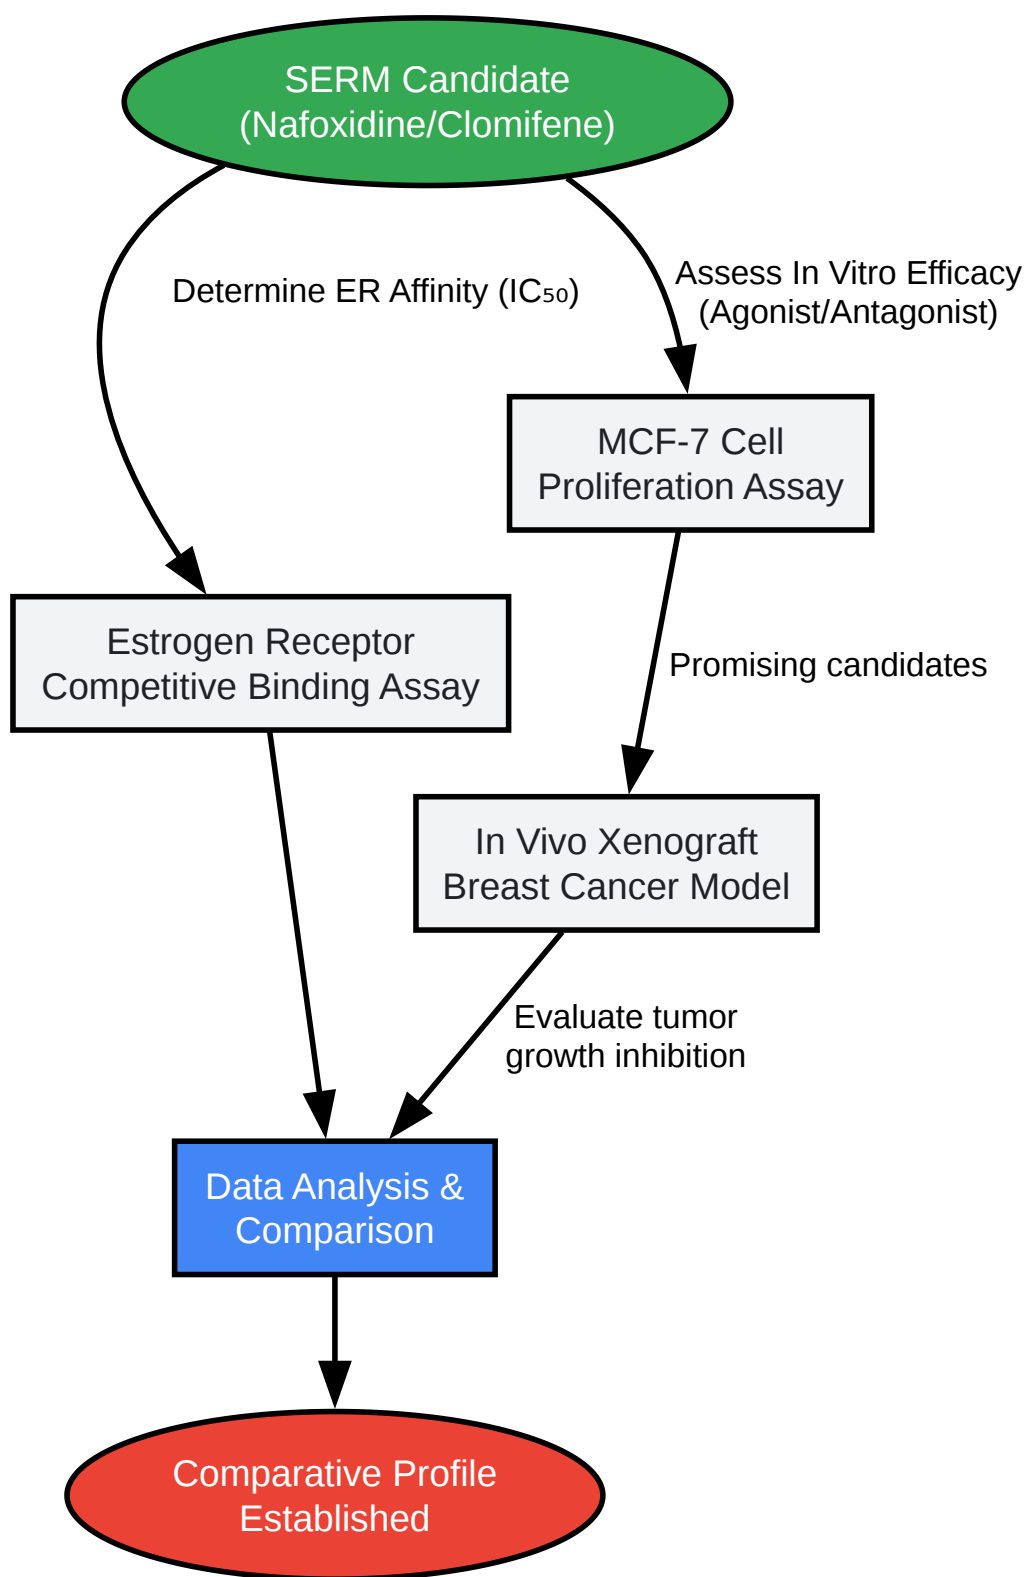 SERM Candidate
(Nafoxidine/Clomifene)
Determine ER Affinity (IC₅₀)
Assess In Vitro Efficacy
(Agonist/Antagonist)
MCF-7 Cell
Proliferation Assay
Estrogen Receptor
Competitive Binding Assay
Promising candidates
In Vivo Xenograft
Breast Cancer Model
Evaluate tumor
growth inhibition
Data Analysis &
Comparison
Comparative Profile
Established